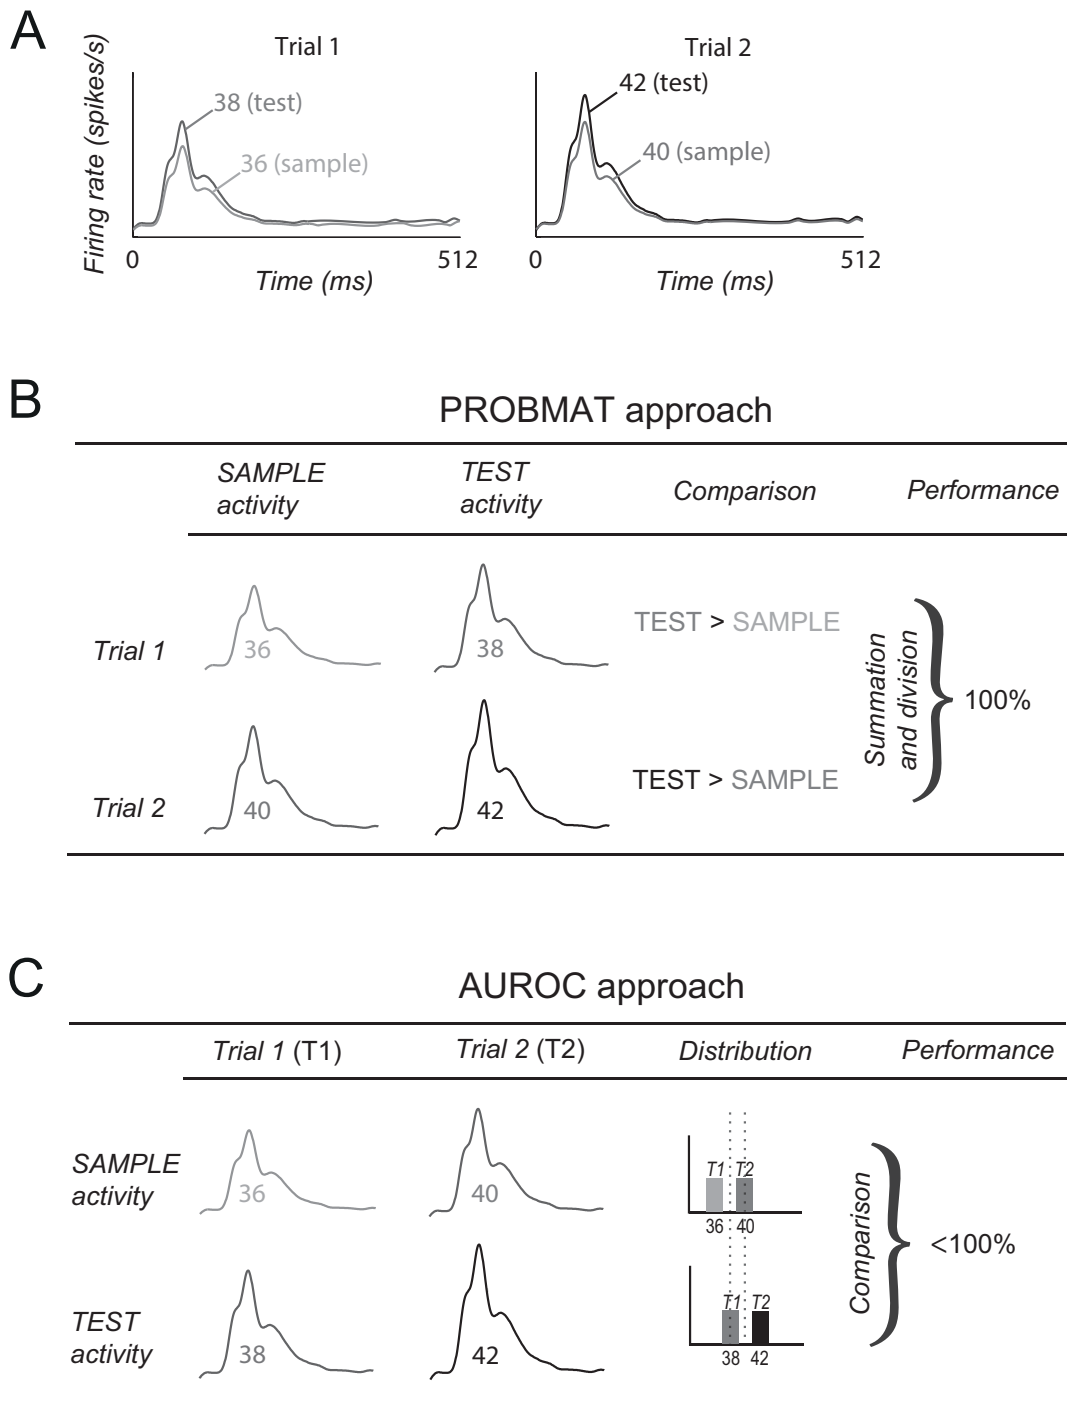 A
Trial 1
Trial 2
Firing rate (spikes/s)
38 (test)
36 (sample)
42 (test)
40 (sample)
0
512
0
512
Time (ms)
Time (ms)
B
PROBMAT approach
SAMPLE
activity
TEST
activity
Comparison
Performance
Trial 1
36
38
TEST > SAMPLE
Summation
and division
100%
Trial 2
40
42
TEST > SAMPLE
C
AUROC approach
Trial 1 (T1)
Trial 2 (T2)
Distribution
Performance
SAMPLE
activity
36
40
T1 T2
36 40
Comparison
<100%
TEST
activity
38
42
T1 T2
38 42